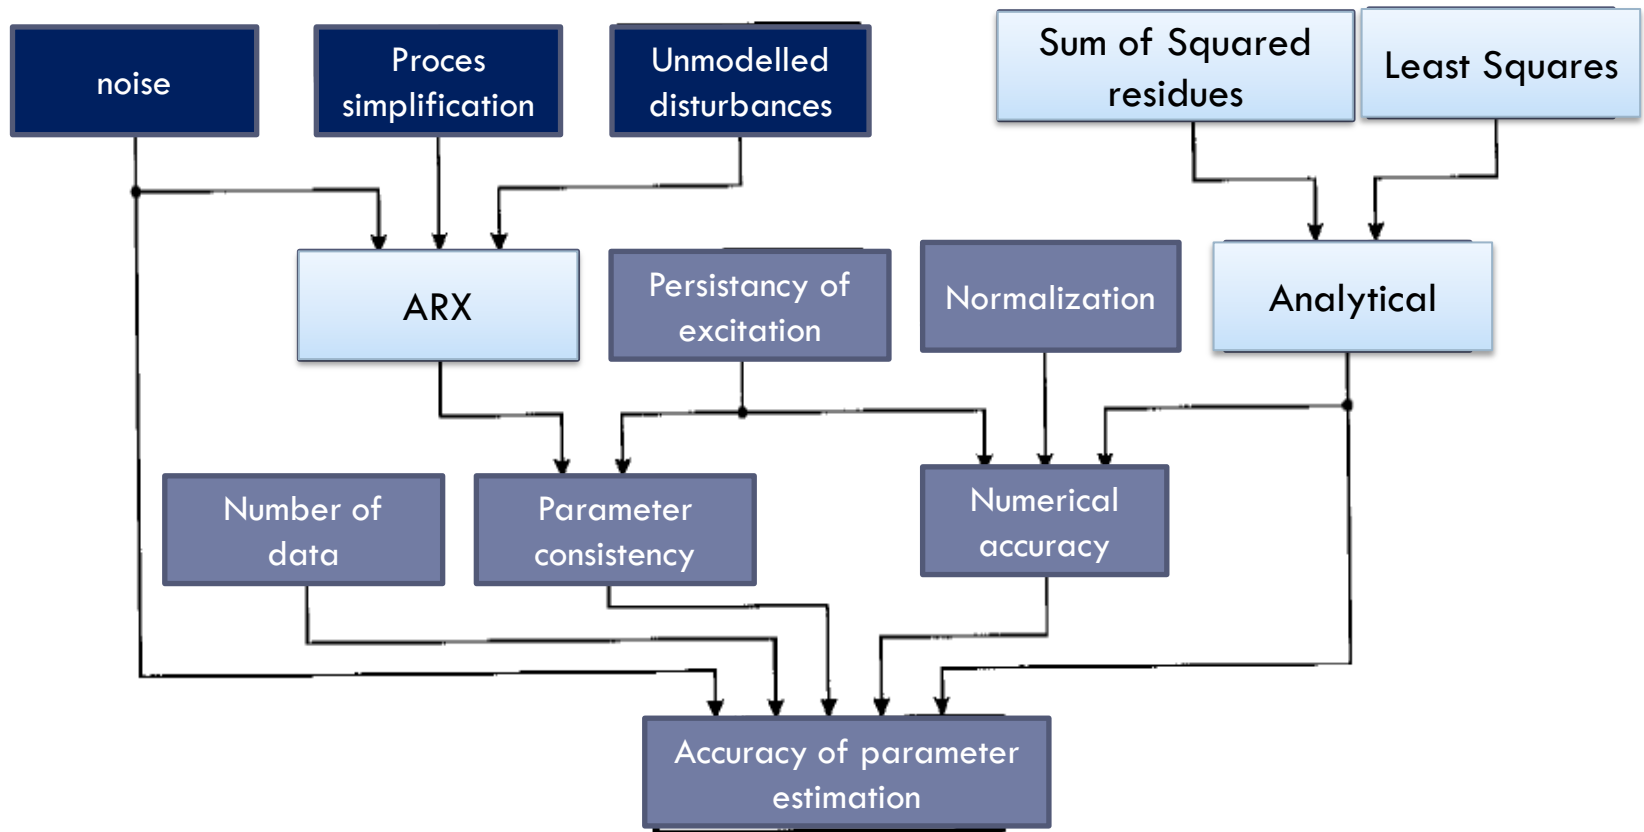 noise
Proces
simplification
Unmodelled
disturbances
Sum of Squared
residues
Least Squares
ARX
Persistancy of
excitation
Normalization
Analytical
Number of
data
Parameter
consistency
Numerical
accuracy
Accuracy of parameter
estimation